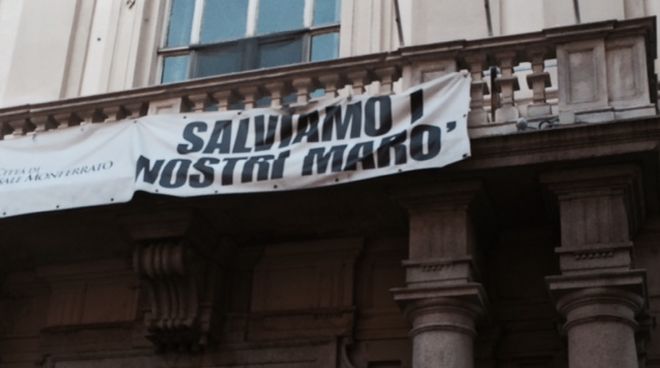 SALVIAMO I
NOSTRI MARO'
CITTÀ DI
MONFERRATO